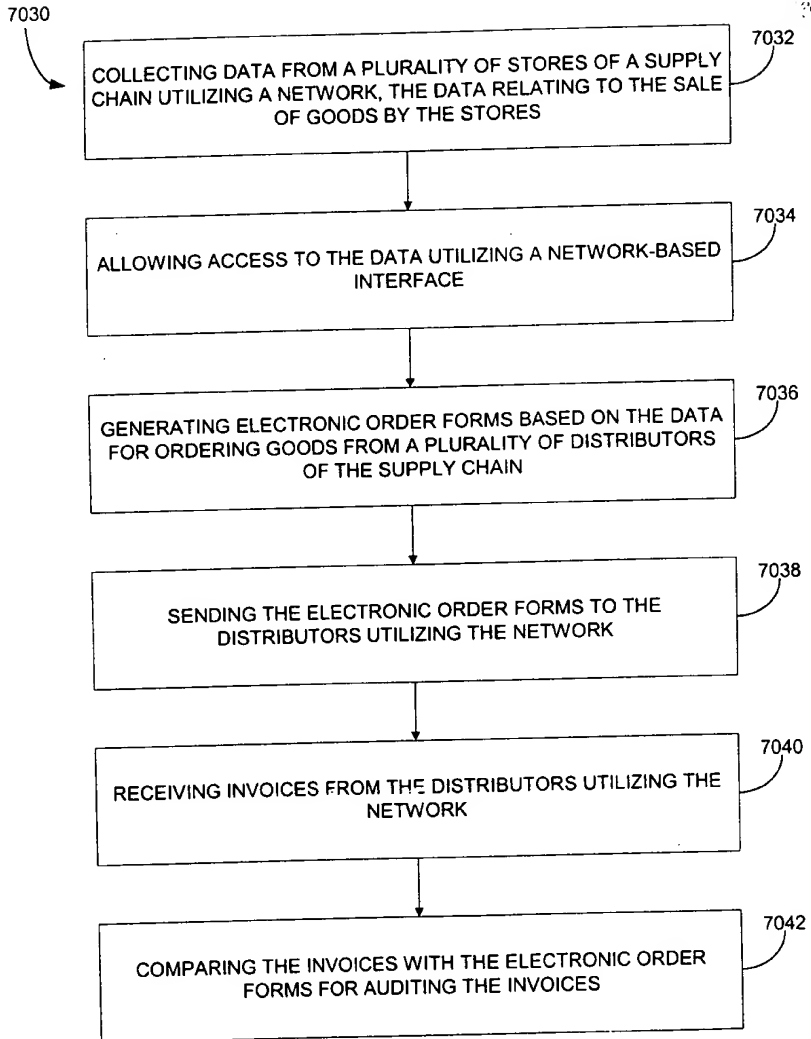 7030
7032
COLLECTING DATA FROM A PLURALITY OF STORES OF A SUPPLY
CHAIN UTILIZING A NETWORK, THE DATA RELATING TO THE SALE
OF GOODS BY THE STORES
7034
ALLOWING ACCESS TO THE DATA UTILIZING A NETWORK-BASED
INTERFACE
7036
GENERATING ELECTRONIC ORDER FORMS BASED ON THE DATA
FOR ORDERING GOODS FROM A PLURALITY OF DISTRIBUTORS
OF THE SUPPLY CHAIN
7038
SENDING THE ELECTRONIC ORDER FORMS TO THE
DISTRIBUTORS UTILIZING THE NETWORK
7040
RECEIVING INVOICES FROM THE DISTRIBUTORS UTILIZING THE
NETWORK
7042
COMPARING THE INVOICES WITH THE ELECTRONIC ORDER
FORMS FOR AUDITING THE INVOICES